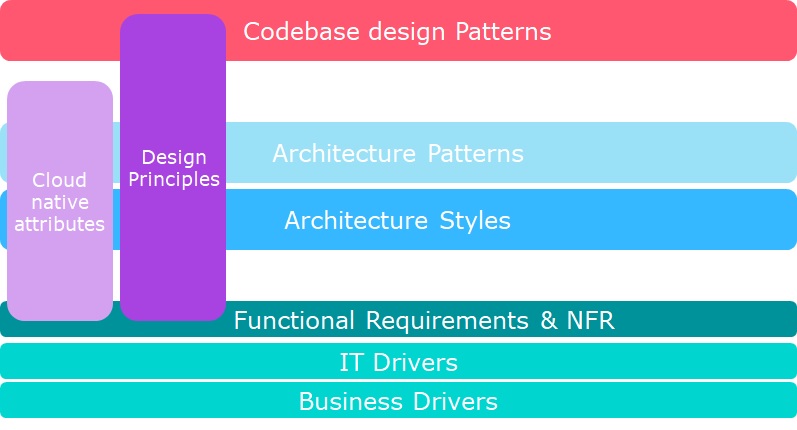 Codebase design Patterns
Design
Principles
Architecture Patterns
Cloud
native
attributes
Architecture Styles
Functional Requirements & NFR
IT Drivers
Business Drivers